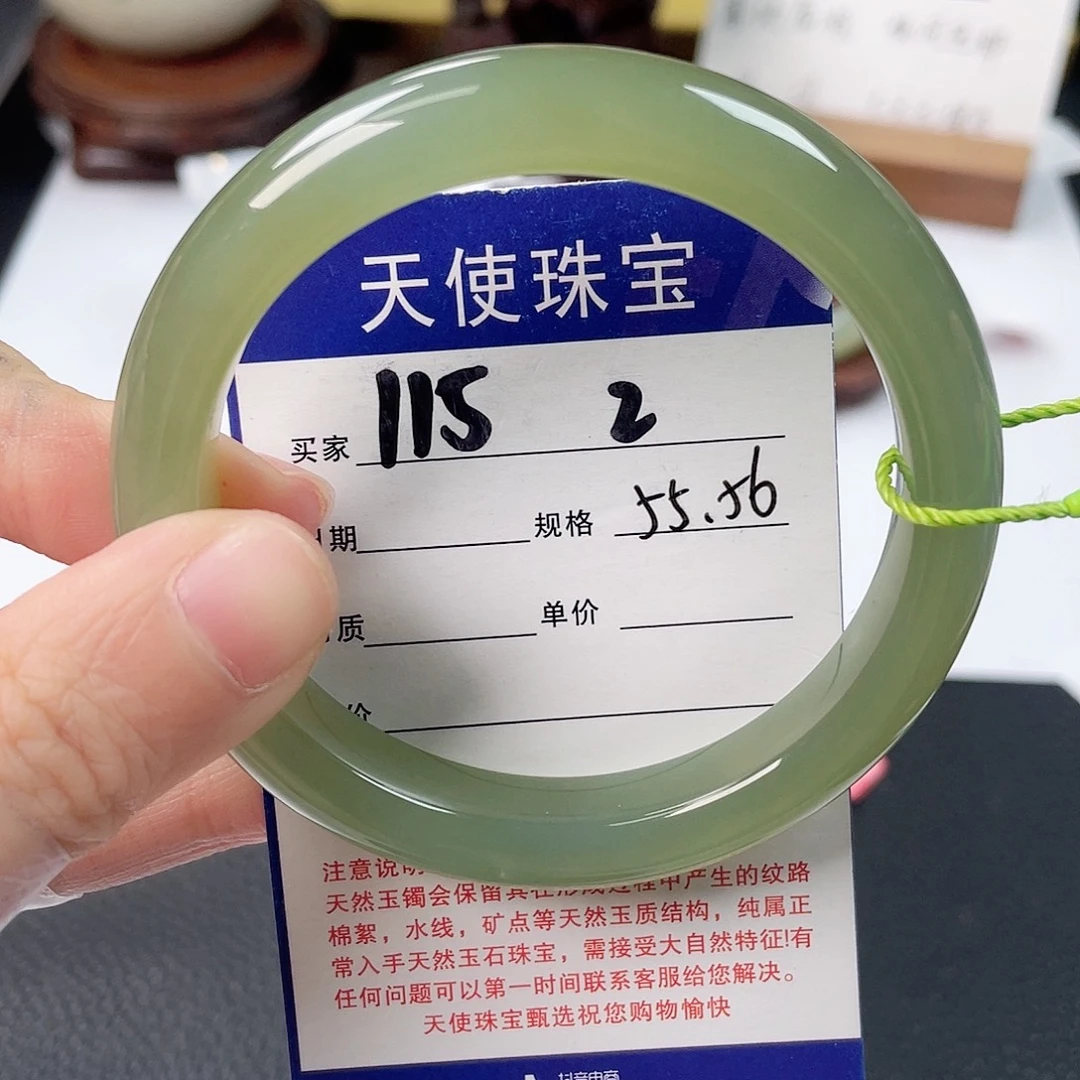 天使珠宝
买家 115 2
期 规格 55.56
质 单价
价
注意说明
天然玉镯会保留其在形成过程中产生的纹路
棉絮，水线，矿点等天然玉质结构，纯属正
常入手天然玉石珠宝，需接受大自然特征!有
任何问题可以第一时间联系客服给您解决。
天使珠宝甄选祝您购物愉快
抖音电商